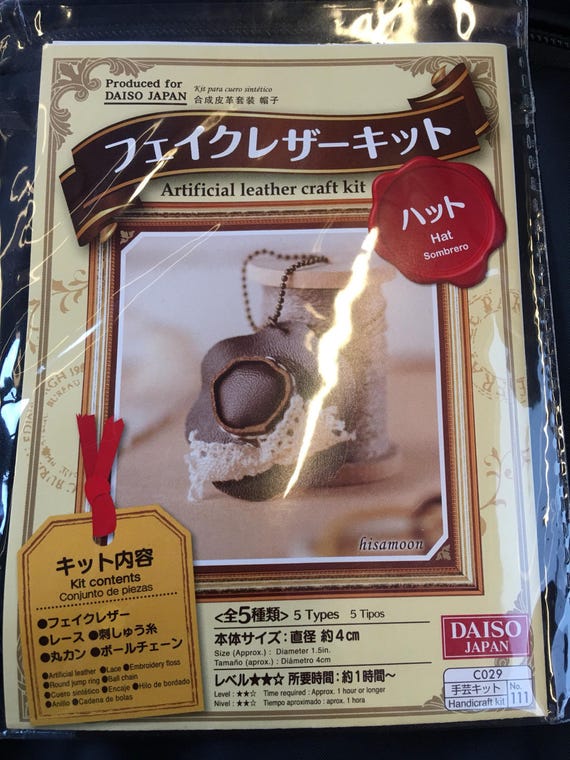 Produced for
DAISO JAPAN
Kit para cuero sintético
合成皮革套装 帽子
フェイクレザーキット
Artificial leather craft kit
ハット
Hat
Sombrero
hisamoon
キット内容
Kit contents
Conjunto de piezas
●フェイクレザー
●レース ●刺しゅう糸
●丸カン ●ボールチェーン
●Artificial leather ●Lace ●Embroidery floss
●Round jump ring ●Ball chain
●Cuero sintético ●Encaje ●Hilo de bordado
●Anillo ●Cadena de bolas
<全5種類> 5 Types 5 Tipos
本体サイズ:直径 約4㎝
Size (Approx.) : Diameter 1.5in.
Tamaño (aprox.) : Diámetro 4cm
レベル★★☆ 所要時間:約1時間～
Level : ★★☆ Time required : Approx. 1 hour or longer
Nivel : ★★☆ Tiempo aproximado : aprox. 1 hora
DAISO
JAPAN
C029
手芸キット No.
Handicraft kit 111